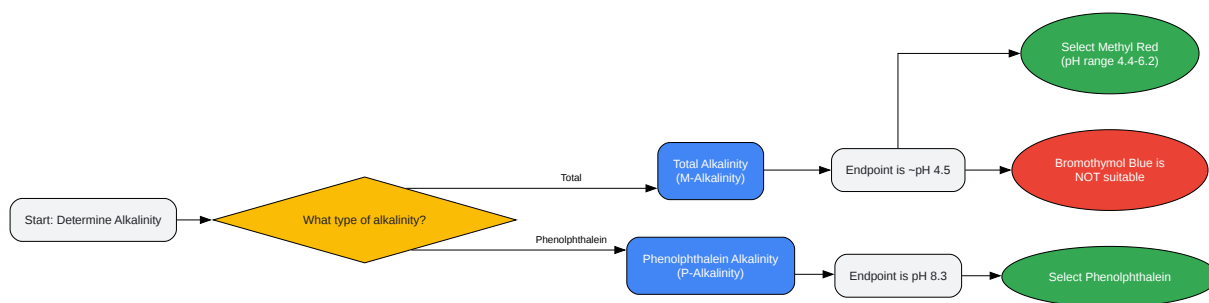 Start: Determine Alkalinity
What type of alkalinity?
Total
Total Alkalinity
(M-Alkalinity)
Endpoint is ~pH 4.5
Select Methyl Red
(pH range 4.4-6.2)
Bromothymol Blue is
NOT suitable
Phenolphthalein
Phenolphthalein Alkalinity
(P-Alkalinity)
Endpoint is pH 8.3
Select Phenolphthalein